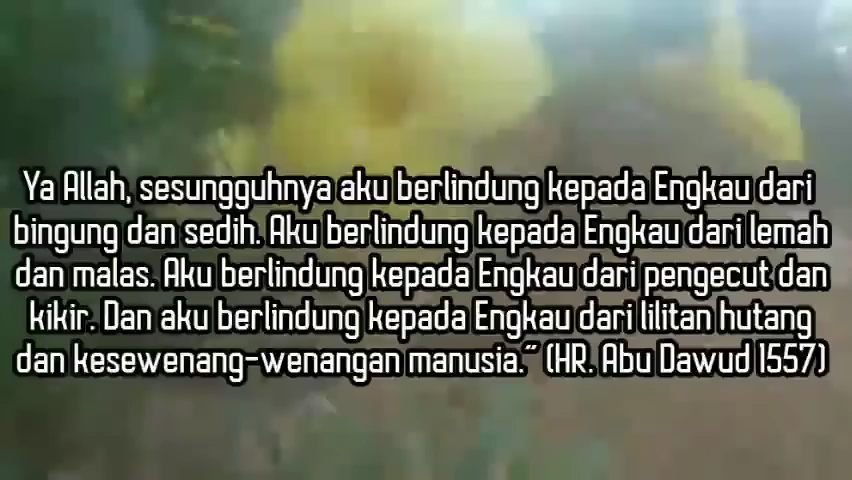 Ya Allah, sesungguhnya aku berlindung kepada Engkau dari
bingung dan sedih. Aku berlindung kepada Engkau dari lemah
dan malas. Aku berlindung kepada Engkau dari pengecut dan
kikir. Dan aku berlindung kepada Engkau dari lilitan hutang
dan kesewenang-wenangan manusia." (HR. Abu Dawud 1557)